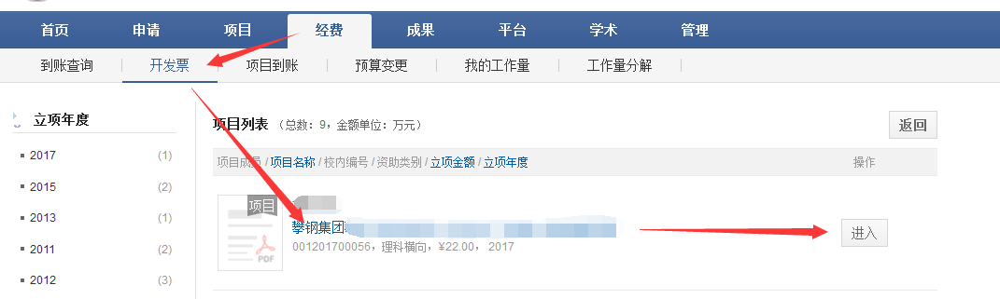 首页 申请 项目 经费 成果 平台 学术 管理
到账查询 开发票 项目到账 预算变更 我的工作量 工作量分解
立项年度
2017 (1)
2015 (2)
2013 (1)
2011 (2)
2012 (3)
项目列表 （总数：9，金额单位：万元） 返回
项目成员 / 项目名称 / 校内编号 / 资助类别 / 立项金额 / 立项年度 操作
项目
PDF
攀钢集团
001201700056，理科横向，¥22.00， 2017
进入